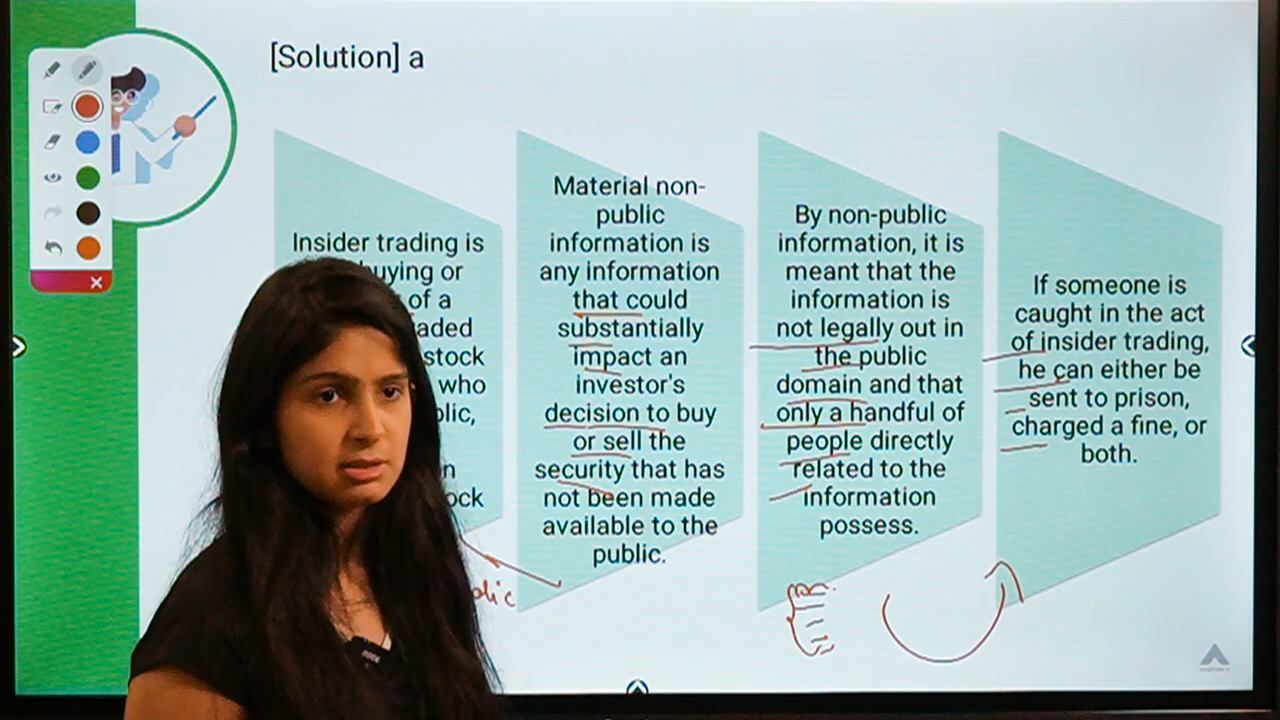 [Solution] a
Insider trading is
buying or
of a
stock
who
ock
Material non-
public
information is
any information
that could
substantially
impact an
investor's
decision to buy
or sell the
security that has
not been made
available to the
public.
By non-public
information, it is
meant that the
information is
not legally out in
the public
domain and that
only a handful of
people directly
related to the
information
possess.
If someone is
caught in the act
of insider trading,
he can either be
sent to prison,
charged a fine, or
both.